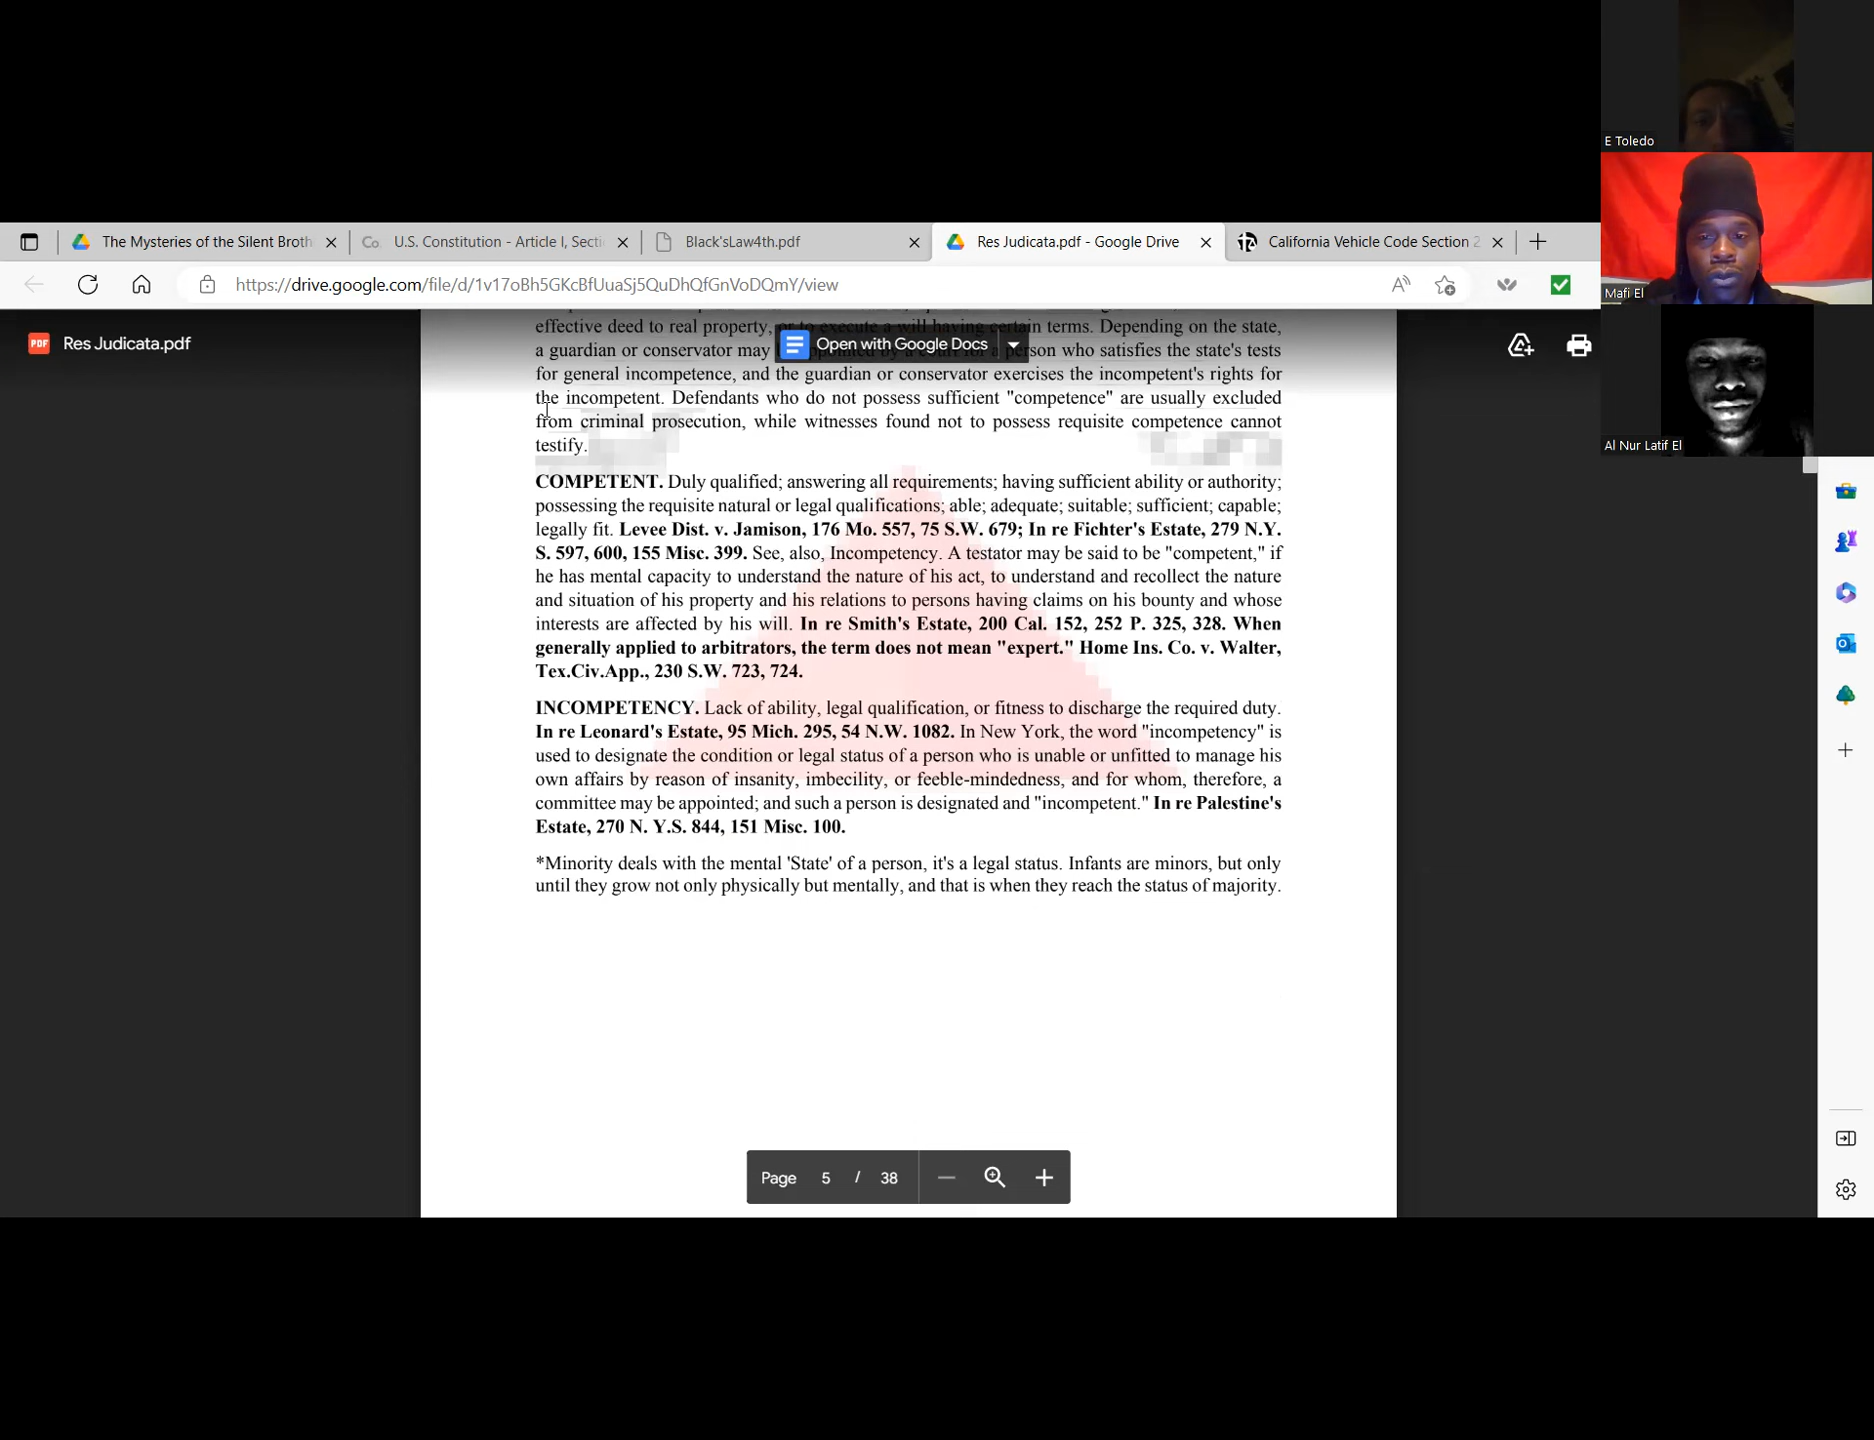 E Toledo
The Mysteries of the Silent Broth
Co. U.S. Constitution - Article I, Secti
Black'sLaw4th.pdf
Res Judicata.pdf - Google Drive
California Vehicle Code Section 2
https://drive.google.com/file/d/1v17oBh5GKcBfUuaSj5QuDhQfGnVoDQmY/view
Mafi El
PDF Res Judicata.pdf
Open with Google Docs
effective deed to real property, or to execute a will having certain terms. Depending on the state,
a guardian or conservator may be appointed by a court for a person who satisfies the state's tests
for general incompetence, and the guardian or conservator exercises the incompetent's rights for
the incompetent. Defendants who do not possess sufficient "competence" are usually excluded
from criminal prosecution, while witnesses found not to possess requisite competence cannot
testify.
Al Nur Latif El
COMPETENT. Duly qualified; answering all requirements; having sufficient ability or authority;
possessing the requisite natural or legal qualifications; able; adequate; suitable; sufficient; capable;
legally fit. Levee Dist. v. Jamison, 176 Mo. 557, 75 S.W. 679; In re Fichter's Estate, 279 N.Y.
S. 597, 600, 155 Misc. 399. See, also, Incompetency. A testator may be said to be "competent," if
he has mental capacity to understand the nature of his act, to understand and recollect the nature
and situation of his property and his relations to persons having claims on his bounty and whose
interests are affected by his will. In re Smith's Estate, 200 Cal. 152, 252 P. 325, 328. When
generally applied to arbitrators, the term does not mean "expert." Home Ins. Co. v. Walter,
Tex.Civ.App., 230 S.W. 723, 724.
INCOMPETENCY. Lack of ability, legal qualification, or fitness to discharge the required duty.
In re Leonard's Estate, 95 Mich. 295, 54 N.W. 1082. In New York, the word "incompetency" is
used to designate the condition or legal status of a person who is unable or unfitted to manage his
own affairs by reason of insanity, imbecility, or feeble-mindedness, and for whom, therefore, a
committee may be appointed; and such a person is designated and "incompetent." In re Palestine's
Estate, 270 N. Y.S. 844, 151 Misc. 100.
*Minority deals with the mental 'State' of a person, it's a legal status. Infants are minors, but only
until they grow not only physically but mentally, and that is when they reach the status of majority.
Page 5 / 38